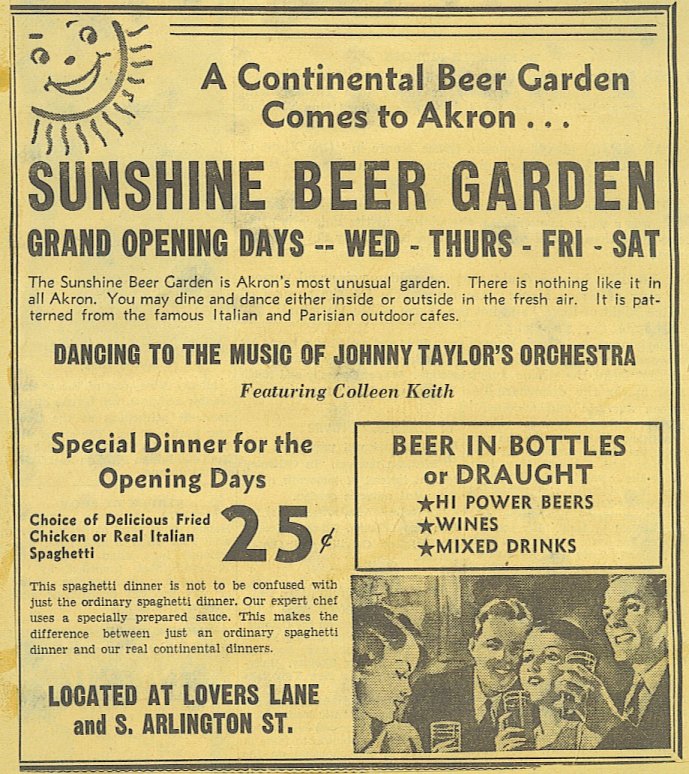 A Continental Beer Garden
Comes to Akron . . .
SUNSHINE BEER GARDEN
GRAND OPENING DAYS -- WED - THURS - FRI - SAT
The Sunshine Beer Garden is Akron's most unusual garden. There is nothing like it in
all Akron. You may dine and dance either inside or outside in the fresh air. It is pat-
terned from the famous Italian and Parisian outdoor cafes.
DANCING TO THE MUSIC OF JOHNNY TAYLOR'S ORCHESTRA
Featuring Colleen Keith
Special Dinner for the
Opening Days
Choice of Delicious Fried
Chicken or Real Italian
Spaghetti
25¢
This spaghetti dinner is not to be confused with
just the ordinary spaghetti dinner. Our expert chef
uses a specially prepared sauce. This makes the
difference between just an ordinary spaghetti
dinner and our real continental dinners.
LOCATED AT LOVERS LANE
and S. ARLINGTON ST.
BEER IN BOTTLES
or DRAUGHT
★HI POWER BEERS
★WINES
★MIXED DRINKS